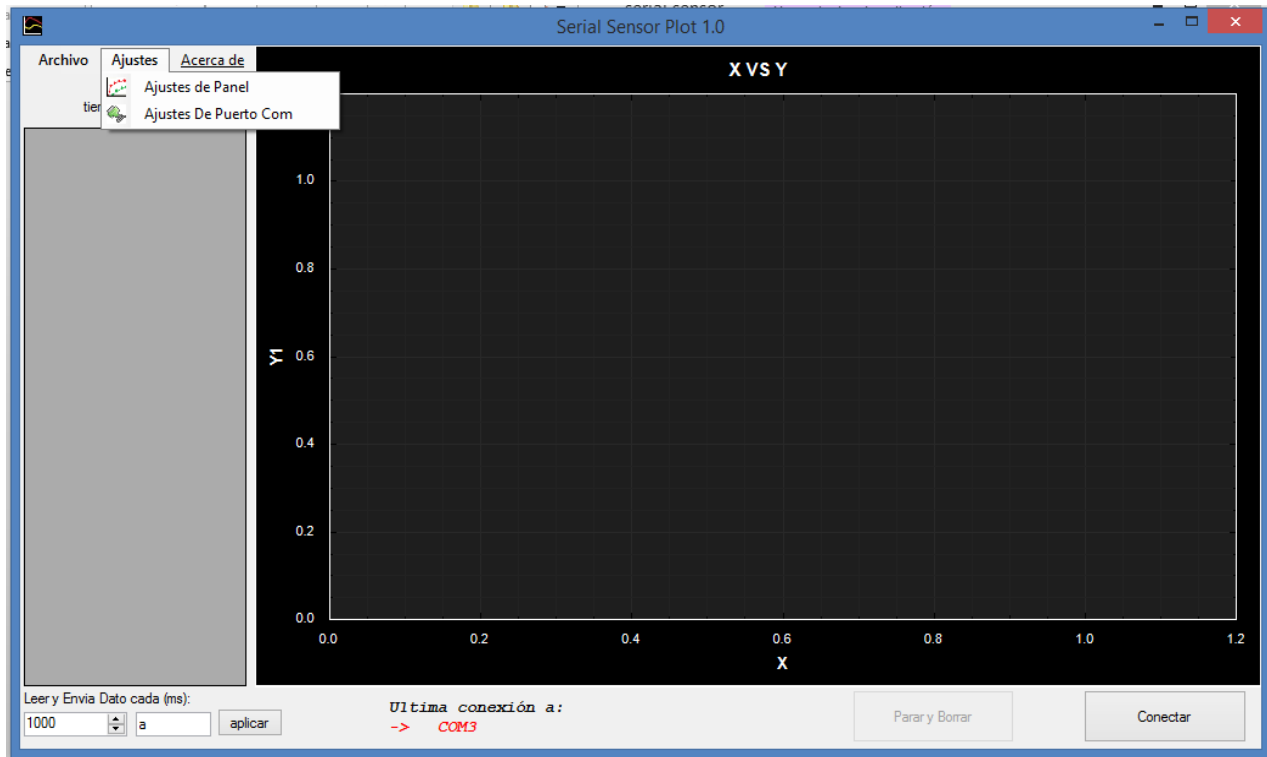 Serial Sensor Plot 1.0
Archivo Ajustes Acerca de
Ajustes de Panel
Ajustes De Puerto Com
tier
X VS Y
1.0
0.8
Y1
0.6
0.4
0.2
0.0
0.0 0.2 0.4 0.6 0.8 1.0 1.2
X
Leer y Envia Dato cada (ms):
1000 a aplicar
Ultima conexión a:
-> COM3
Parar y Borrar
Conectar